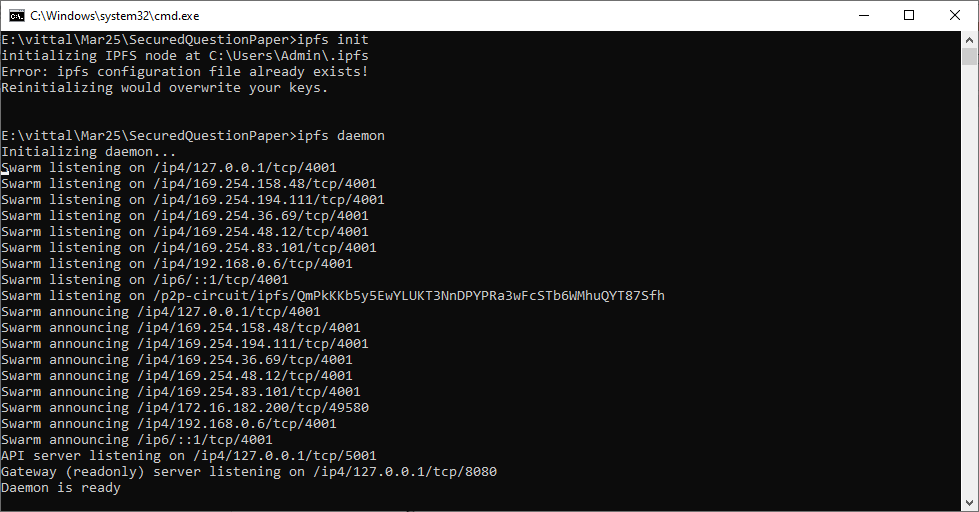 C:\Windows\system32\cmd.exe
E:\vittal\Mar25\SecuredQuestionPaper>ipfs init
initializing IPFS node at C:\Users\Admin\.ipfs
Error: ipfs configuration file already exists!
Reinitializing would overwrite your keys.
E:\vittal\Mar25\SecuredQuestionPaper>ipfs daemon
Initializing daemon...
Swarm listening on /ip4/127.0.0.1/tcp/4001
Swarm listening on /ip4/169.254.158.48/tcp/4001
Swarm listening on /ip4/169.254.194.111/tcp/4001
Swarm listening on /ip4/169.254.36.69/tcp/4001
Swarm listening on /ip4/169.254.48.12/tcp/4001
Swarm listening on /ip4/169.254.83.101/tcp/4001
Swarm listening on /ip4/192.168.0.6/tcp/4001
Swarm listening on /ip6/::1/tcp/4001
Swarm listening on /p2p-circuit/ipfs/QmPkKKb5y5EwYLUKT3NnDPYPRa3wFcSTb6WMhuQYT87Sfh
Swarm announcing /ip4/127.0.0.1/tcp/4001
Swarm announcing /ip4/169.254.158.48/tcp/4001
Swarm announcing /ip4/169.254.194.111/tcp/4001
Swarm announcing /ip4/169.254.36.69/tcp/4001
Swarm announcing /ip4/169.254.48.12/tcp/4001
Swarm announcing /ip4/169.254.83.101/tcp/4001
Swarm announcing /ip4/172.16.182.200/tcp/49580
Swarm announcing /ip4/192.168.0.6/tcp/4001
Swarm announcing /ip6/::1/tcp/4001
API server listening on /ip4/127.0.0.1/tcp/5001
Gateway (readonly) server listening on /ip4/127.0.0.1/tcp/8080
Daemon is ready